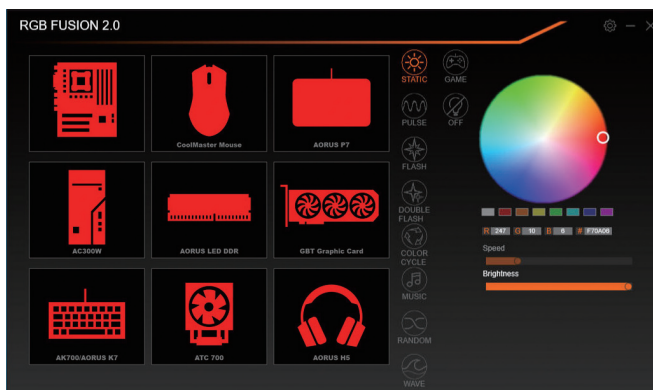 RGB FUSION 2.0
STATIC
GAME
CoolMaster Mouse
AORUS P7
PULSE
OFF
FLASH
AC300W
AORUS LED DDR
GBT Graphic Card
DOUBLE
FLASH
COLOR
CYCLE
R 247 G 10 B 6 # F70A06
Speed
Brightness
MUSIC
RANDOM
AK700/AORUS K7
ATC 700
AORUS H5
WAVE